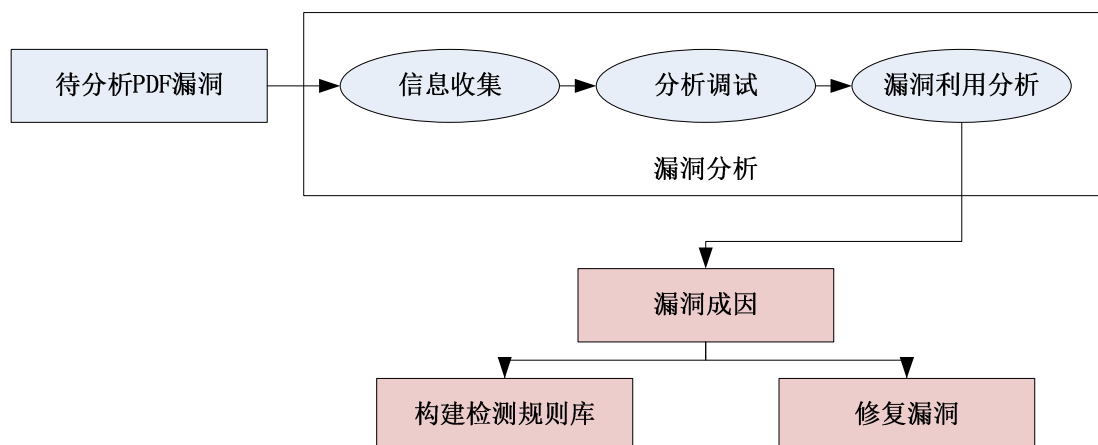 待分析PDF漏洞
信息收集
分析调试
漏洞利用分析
漏洞分析
漏洞成因
构建检测规则库
修复漏洞